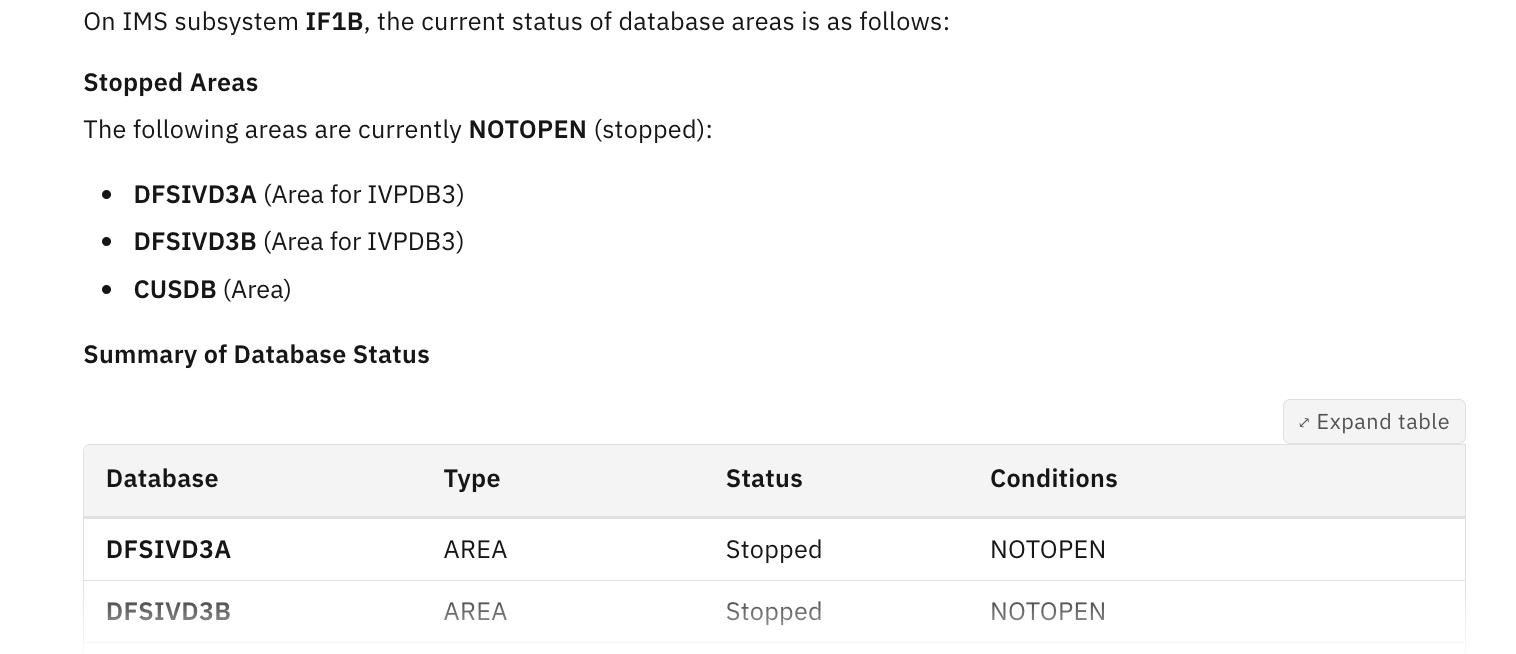 On IMS subsystem IF1B, the current status of database areas is as follows:
Stopped Areas
The following areas are currently NOTOPEN (stopped):
• DFSIVD3A (Area for IVPDB3)
• DFSIVD3B (Area for IVPDB3)
• CUSDB (Area)
Summary of Database Status
Expand table
Database Type Status Conditions
DFSIVD3A AREA Stopped NOTOPEN
DFSIVD3B AREA Stopped NOTOPEN